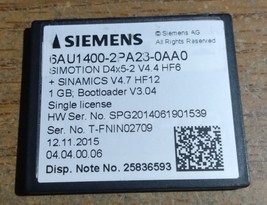 SIEMENS
© Siemens AG
All Rights Reserved
6AU1400-2PA23-0AA0
SIMOTION D4x5-2 V4.4 HF6
+ SINAMICS V4.7 HF12
1 GB; Bootloader V3.04
Single license
HW Ser. No. SPG2014061901539
Ser. No. T-FNIN02709
12.11.2015
04.04.00.06
Disp. Note No. 25836593